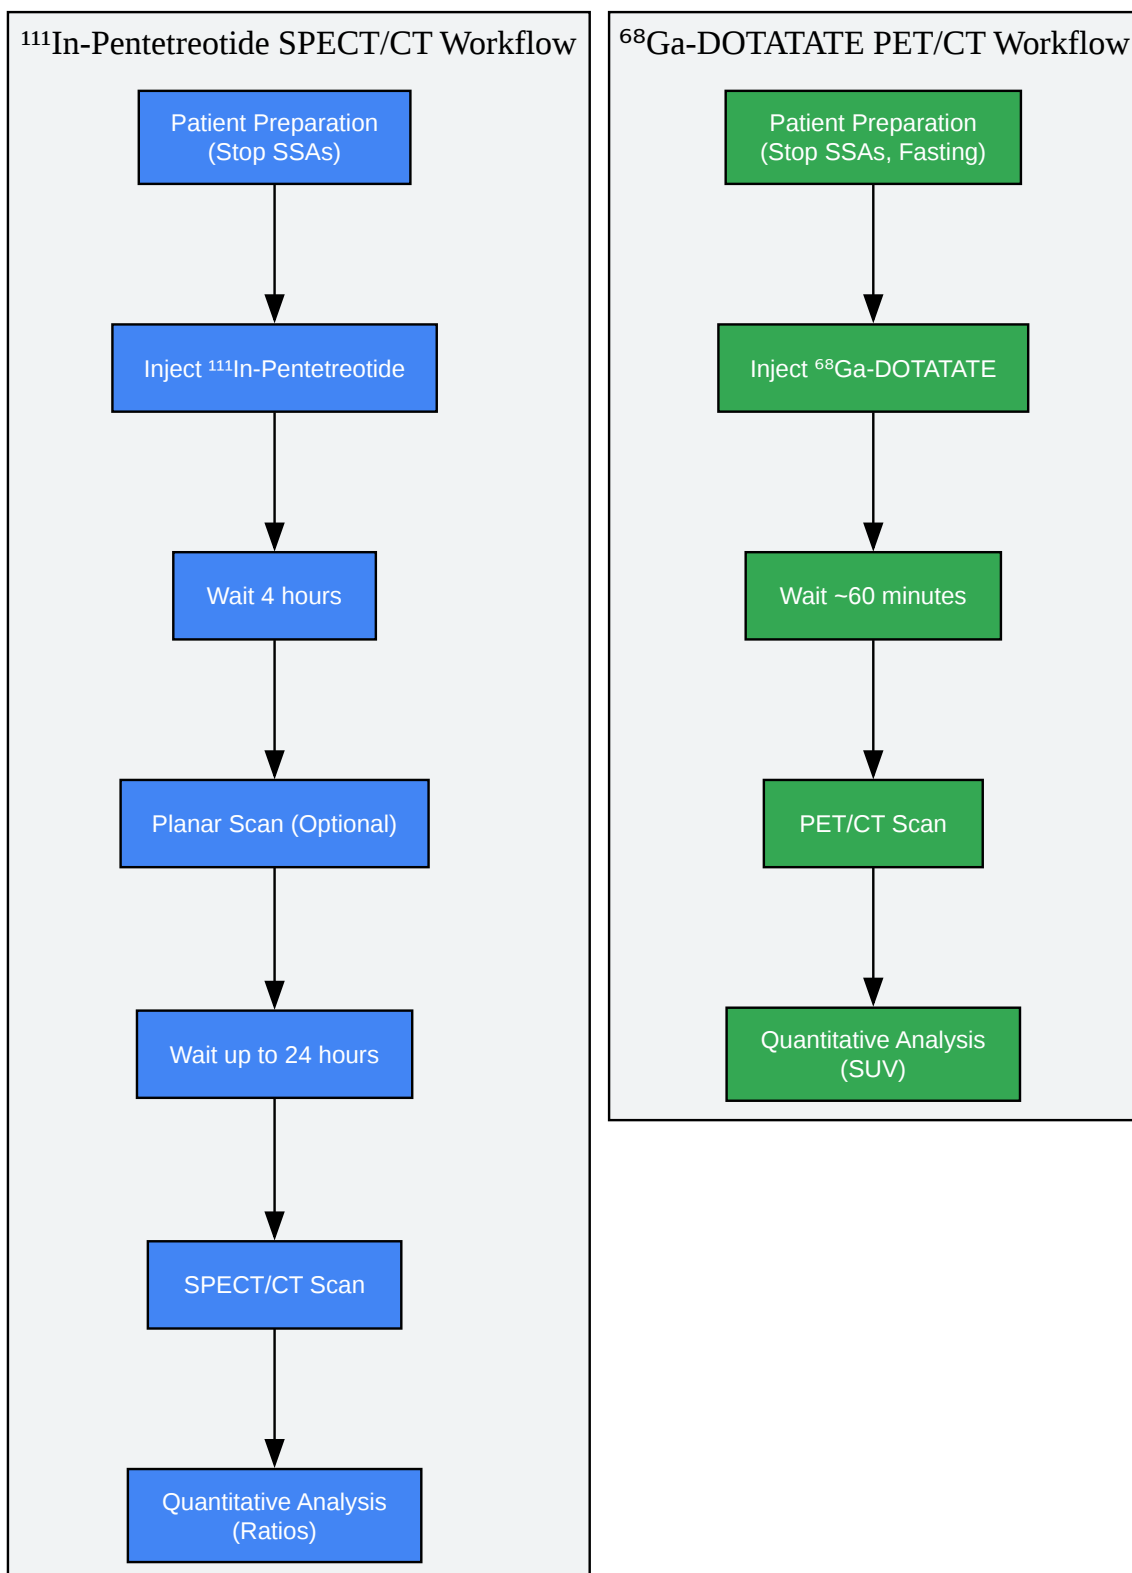 ¹¹¹In-Pentetreotide SPECT/CT Workflow
Patient Preparation
(Stop SSAs)
Inject ¹¹¹In-Pentetreotide
Wait 4 hours
Planar Scan (Optional)
Wait up to 24 hours
SPECT/CT Scan
Quantitative Analysis
(Ratios)
⁶⁸Ga-DOTATATE PET/CT Workflow
Patient Preparation
(Stop SSAs, Fasting)
Inject ⁶⁸Ga-DOTATATE
Wait ~60 minutes
PET/CT Scan
Quantitative Analysis
(SUV)